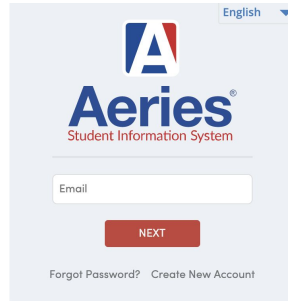 English
A
Aeries®
Student Information System
Email
NEXT
Forgot Password? Create New Account